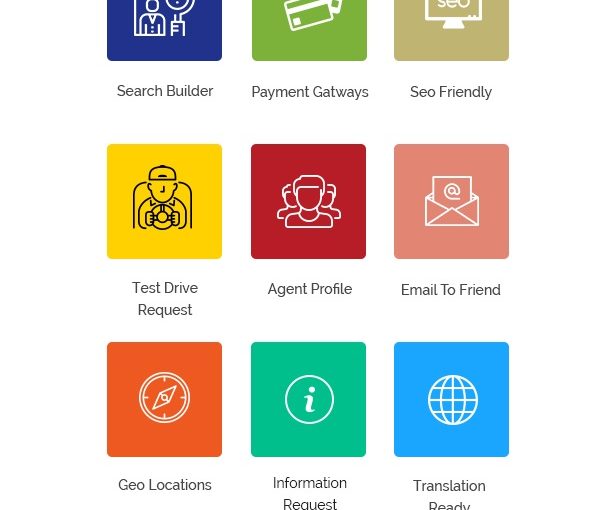 seo
Search Builder
Payment Gatways
Seo Friendly
@
Test Drive
Request
Agent Profile
Email To Friend
i
Geo Locations
Information
Request
Translation
Ready